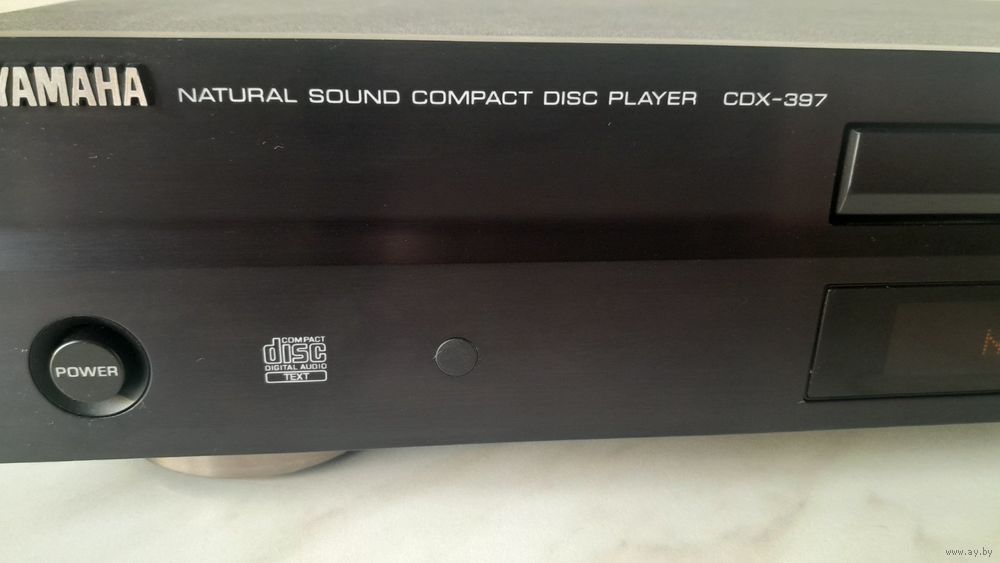 YAMAHA NATURAL SOUND COMPACT DISC PLAYER CDX-397
POWER
COMPACT
disc
DIGITAL AUDIO
TEXT
www.ay.by